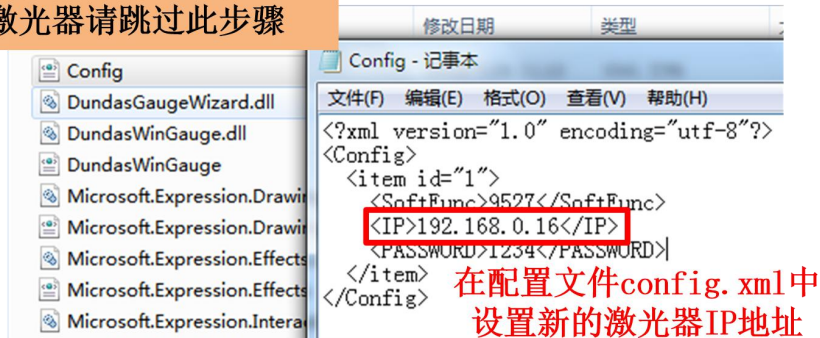 激光器请跳过此步骤
修改日期
类型
Config
DundasGaugeWizard.dll
DundasWinGauge.dll
DundasWinGauge
Microsoft.Expression.Drawin
Microsoft.Expression.Drawin
Microsoft.Expression.Effects
Microsoft.Expression.Effects
Microsoft.Expression.Intera
Config - 记事本
文件(F) 编辑(E) 格式(O) 查看(V) 帮助(H)
<?xml version="1.0" encoding="utf-8"?>
<Config>
<item id="1">
<SoftFunc>9527</SoftFunc>
<IP>192.168.0.16</IP>
<PASSWORD>1234</PASSWORD>
</item>
</Config>
在配置文件config.xml中
设置新的激光器IP地址